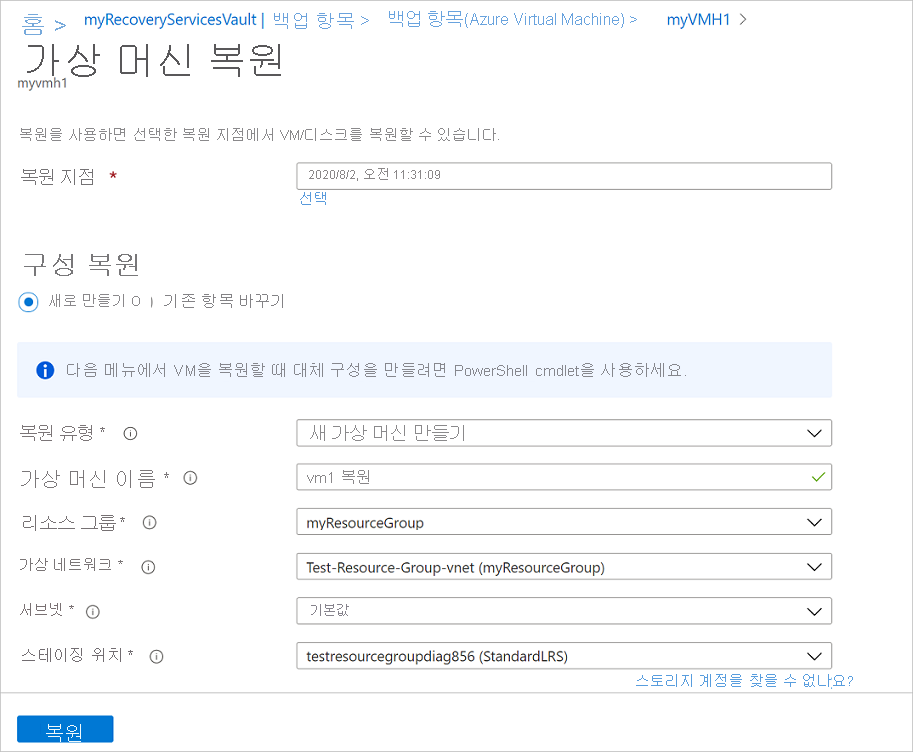 홈 > myRecoveryServicesVault | 백업 항목 > 백업 항목(Azure Virtual Machine) > myVMH1 >
가상 머신 복원
myvmh1
복원을 사용하면 선택한 복원 지점에서 VM/디스크를 복원할 수 있습니다.
복원 지점 * 2020/8/2, 오전 11:31:09
선택
구성 복원
새로 만들기 O ) 기존 항목 바꾸기
다음 메뉴에서 VM을 복원할 때 대체 구성을 만들려면 PowerShell cmdlet을 사용하세요.
복원 유형 * 새 가상 머신 만들기
가상 머신 이름 * vm1 복원
리소스 그룹 * myResourceGroup
가상 네트워크 * Test-Resource-Group-vnet (myResourceGroup)
서브넷 * 기본값
스테이징 위치 * testresourcegroupdiag856 (StandardLRS)
스토리지 계정을 찾을 수 없나요?
복원